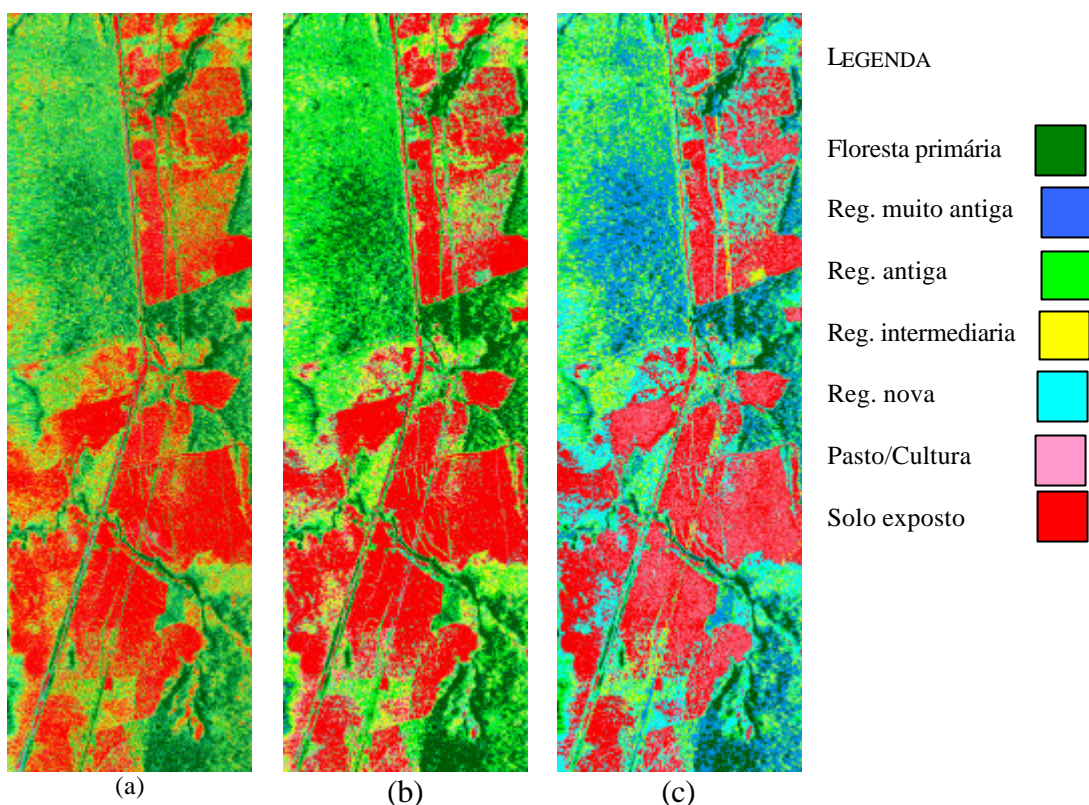 LEGENDA
Floresta primária
Reg. muito antiga
Reg. antiga
Reg. intermediaria
Reg. nova
Pasto/Cultura
Solo exposto
(a) (b) (c)